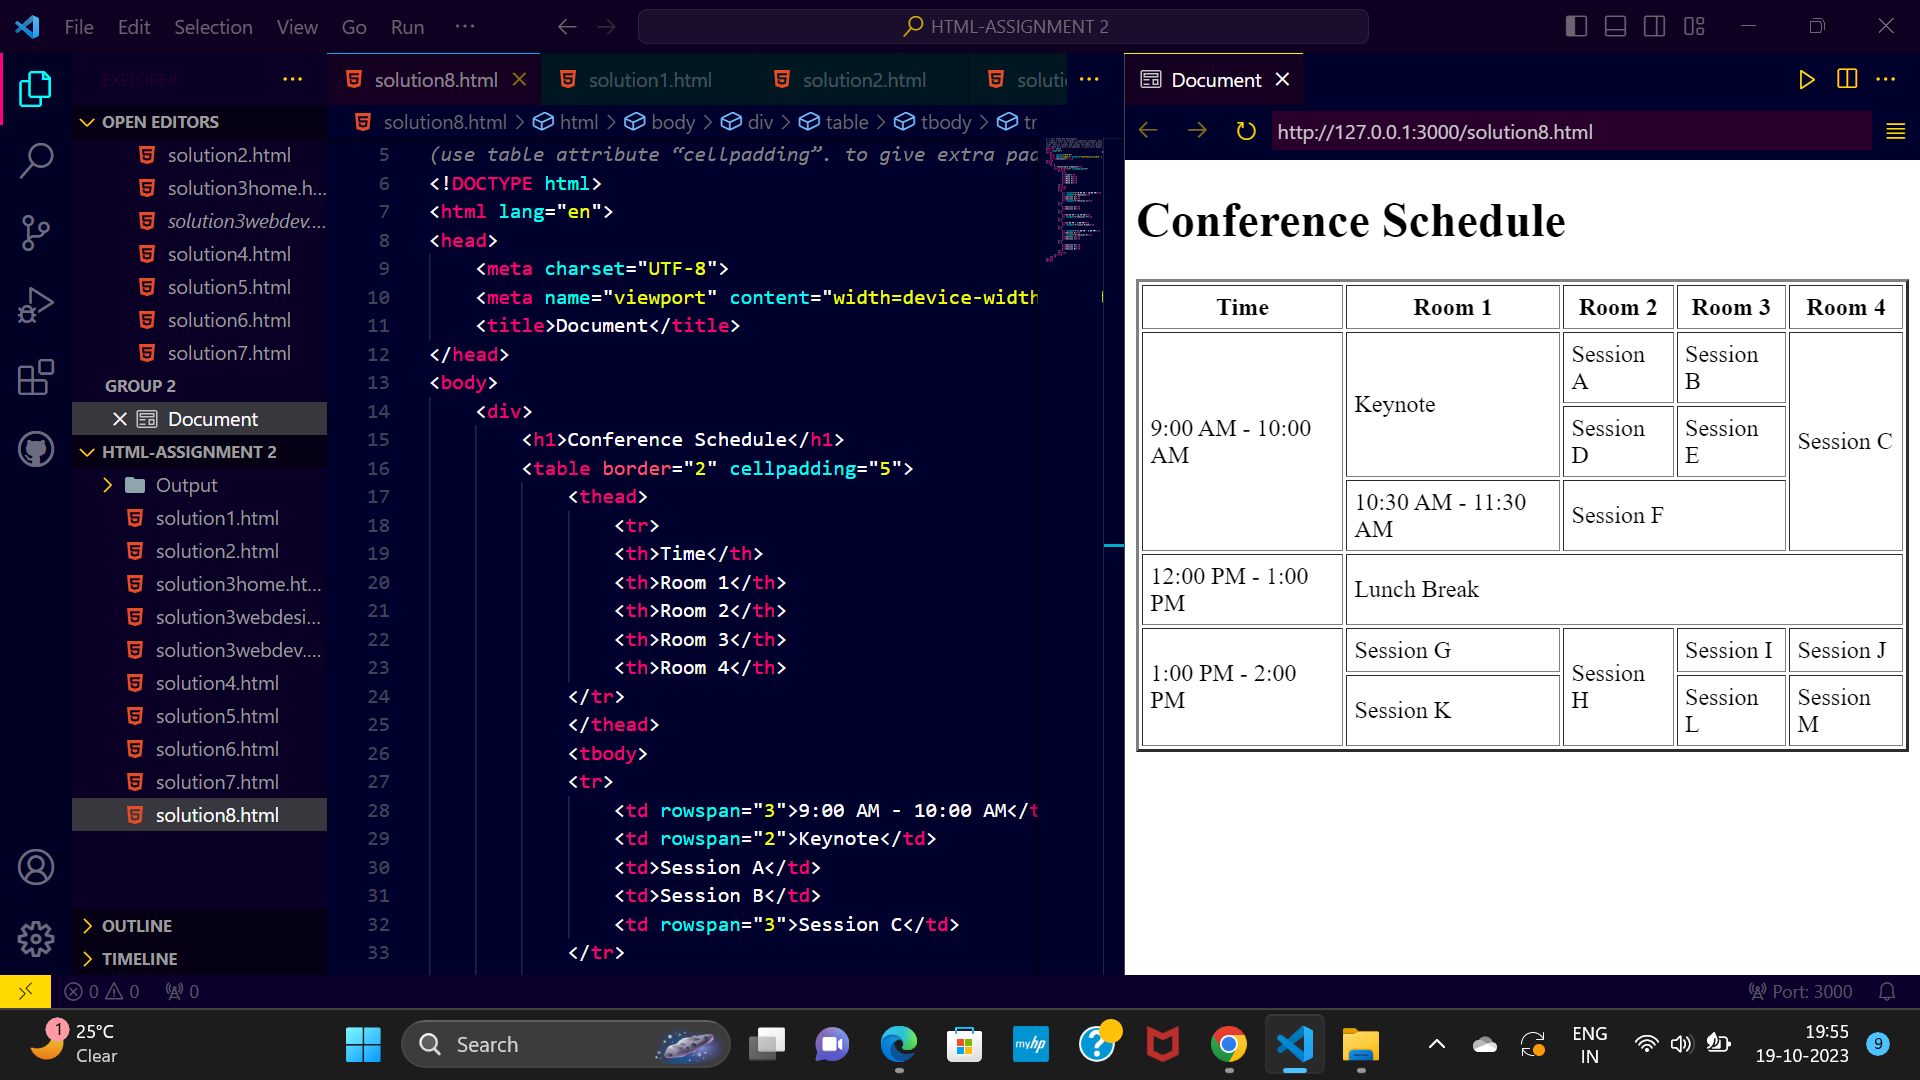 File Edit Selection View Go Run ···
HTML-ASSIGNMENT 2
EXPLORER
OPEN EDITORS
solution2.html
solution3home.h...
solution3webdev....
solution4.html
solution5.html
solution6.html
solution7.html
GROUP 2
Document
HTML-ASSIGNMENT 2
Output
solution1.html
solution2.html
solution3home.ht...
solution3webdesi...
solution3webdev....
solution4.html
solution5.html
solution6.html
solution7.html
solution8.html
OUTLINE
TIMELINE
solution8.html solution1.html solution2.html soluti
solution8.html > html > body > div > table > tbody > tr
5 (use table attribute “cellpadding”. to give extra pad
6 <!DOCTYPE html>
7 <html lang="en">
8 <head>
9 <meta charset="UTF-8">
10 <meta name="viewport" content="width=device-width
11 <title>Document</title>
12 </head>
13 <body>
14 <div>
15 <h1>Conference Schedule</h1>
16 <table border="2" cellpadding="5">
17 <thead>
18 <tr>
19 <th>Time</th>
20 <th>Room 1</th>
21 <th>Room 2</th>
22 <th>Room 3</th>
23 <th>Room 4</th>
24 </tr>
25 </thead>
26 <tbody>
27 <tr>
28 <td rowspan="3">9:00 AM - 10:00 AM</t
29 <td rowspan="2">Keynote</td>
30 <td>Session A</td>
31 <td>Session B</td>
32 <td rowspan="3">Session C</td>
33 </tr>
Document
http://127.0.0.1:3000/solution8.html
Conference Schedule
Time Room 1 Room 2 Room 3 Room 4
9:00 AM - 10:00
AM
Keynote
Session
A
Session
B
Session C
Session
D
Session
E
10:30 AM - 11:30
AM
Session F
12:00 PM - 1:00
PM
Lunch Break
1:00 PM - 2:00
PM
Session G
Session
H
Session I
Session J
Session K
Session
L
Session
M
0 0 0
Port: 3000
1
25°C
Clear
Search
myhp
?
ENG
IN
19:55
19-10-2023
9